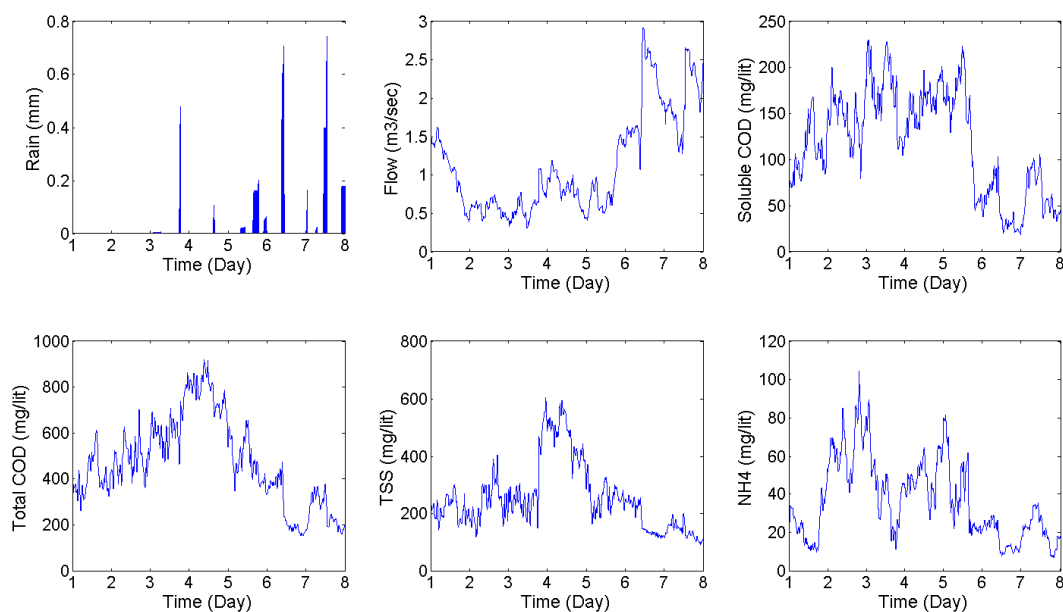 Rain (mm)
0.8
0.6
0.4
0.2
0
1 2 3 4 5 6 7 8
Time (Day)
Flow (m3/sec)
3
2.5
2
1.5
1
0.5
0
1 2 3 4 5 6 7 8
Time (Day)
Soluble COD (mg/lit)
250
200
150
100
50
0
1 2 3 4 5 6 7 8
Time (Day)
Total COD (mg/lit)
1000
800
600
400
200
0
1 2 3 4 5 6 7 8
Time (Day)
TSS (mg/lit)
800
600
400
200
0
1 2 3 4 5 6 7 8
Time (Day)
NH4 (mg/lit)
120
100
80
60
40
20
0
1 2 3 4 5 6 7 8
Time (Day)